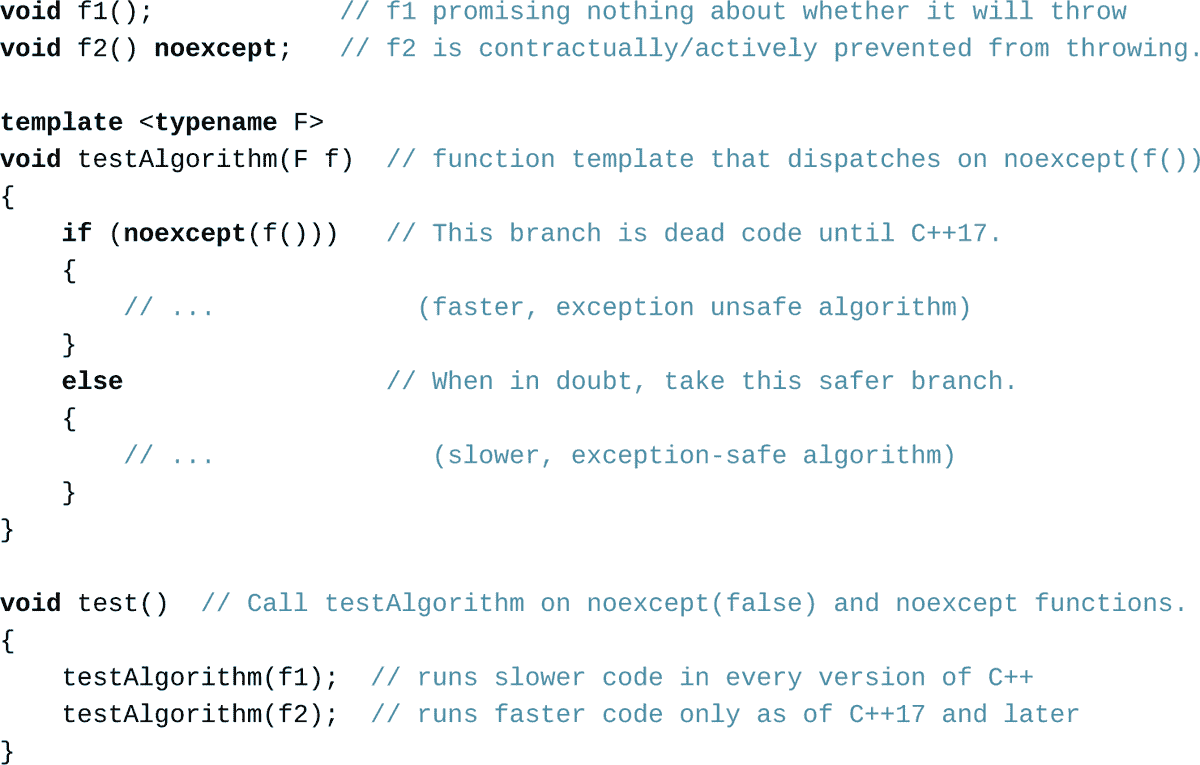 void f1();            // f1 promising nothing about whether it will throw
void f2() noexcept;   // f2 is contractually/actively prevented from throwing.
template <typename F>
void testAlgorithm(F f)  // function template that dispatches on noexcept(f())
{
    if (noexcept(f()))   // This branch is dead code until C++17.
    {
        // ...             (faster, exception unsafe algorithm)
    }
    else                 // When in doubt, take this safer branch.
    {
        // ...              (slower, exception-safe algorithm)
    }
}
void test()  // Call testAlgorithm on noexcept(false) and noexcept functions.
{
    testAlgorithm(f1);  // runs slower code in every version of C++
    testAlgorithm(f2);  // runs faster code only as of C++17 and later
}